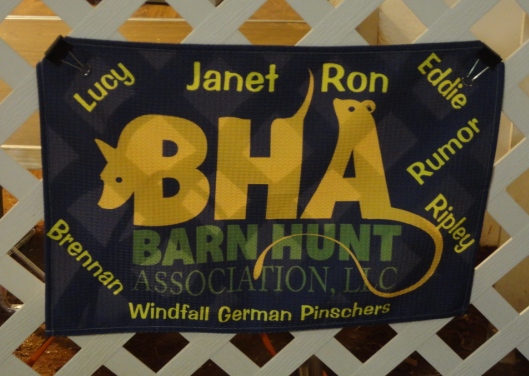 Lucy
Janet Ron
Eddie
Rumor
BHA
Ripley
Brennan
BARN HUNT
ASSOCIATION, LLC
Windfall German Pinschers